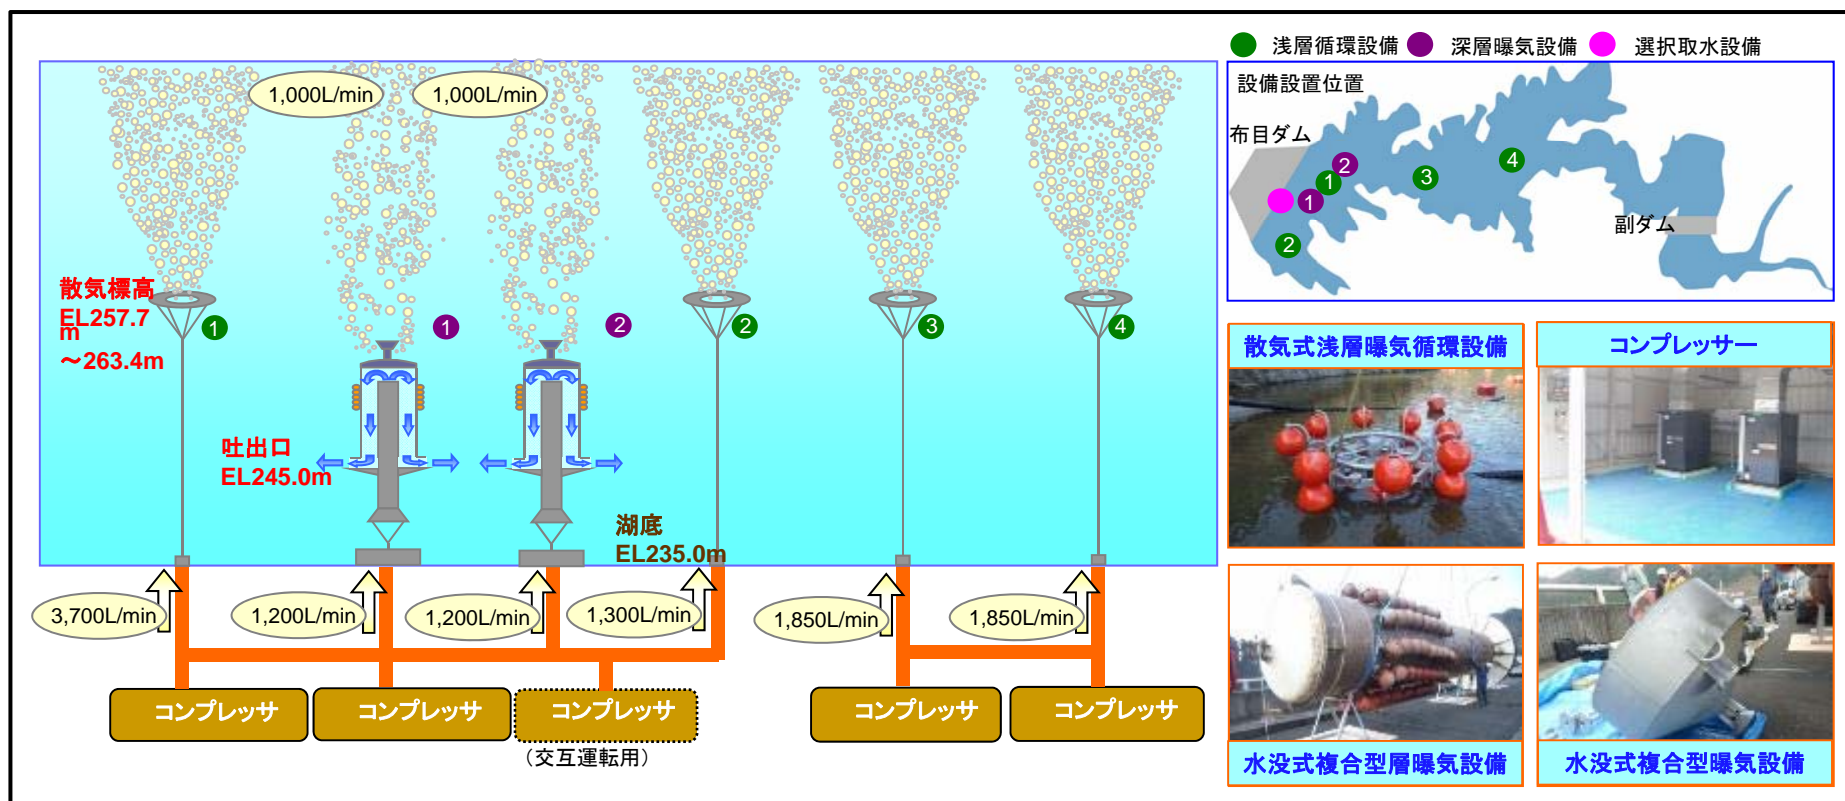 浅層循環設備 深層曝気設備 選択取水設備
1,000L/min 1,000L/min
設備設置位置
布目ダム
1 2 3 4
1 2
副ダム
散気標高
EL257.7
m
～263.4m
1 1 2 2 3 4
吐出口
EL245.0m
湖底
EL235.0m
3,700L/min 1,200L/min 1,200L/min 1,300L/min 1,850L/min 1,850L/min
コンプレッサ コンプレッサ コンプレッサ コンプレッサ コンプレッサ
（交互運転用）
散気式浅層曝気循環設備
コンプレッサー
水没式複合型層曝気設備
水没式複合型曝気設備